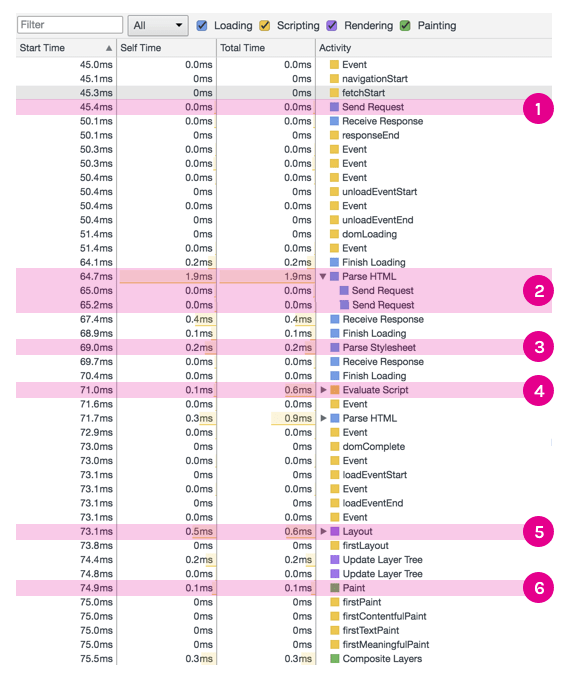 Filter All Loading Scripting Rendering Painting
Start Time Self Time Total Time Activity
45.0ms 0.0ms 0.0ms Event
45.1ms 0ms 0ms navigationStart
45.3ms 0ms 0ms fetchStart
45.4ms 0.0ms 0.0ms Send Request 1
50.1ms 0.0ms 0.0ms Receive Response
50.1ms 0ms 0ms responseEnd
50.3ms 0.0ms 0.0ms Event
50.3ms 0.0ms 0.0ms Event
50.4ms 0.0ms 0.0ms Event
50.4ms 0ms 0ms unloadEventStart
50.4ms 0.0ms 0.0ms Event
50.4ms 0ms 0ms unloadEventEnd
51.4ms 0ms 0ms domLoading
51.4ms 0.0ms 0.0ms Event
64.1ms 0.2ms 0.2ms Finish Loading
64.7ms 1.9ms 1.9ms Parse HTML
65.0ms 0.0ms 0.0ms Send Request 2
65.2ms 0.0ms 0.0ms Send Request
67.4ms 0.4ms 0.4ms Receive Response
68.9ms 0.1ms 0.1ms Finish Loading
69.0ms 0.2ms 0.2ms Parse Stylesheet 3
69.7ms 0.0ms 0.0ms Receive Response
70.4ms 0.0ms 0.0ms Finish Loading
71.0ms 0.1ms 0.6ms Evaluate Script 4
71.6ms 0.0ms 0.0ms Event
71.7ms 0.3ms 0.9ms Parse HTML
72.9ms 0.0ms 0.0ms Event
73.0ms 0ms 0ms domComplete
73.0ms 0.0ms 0.0ms Event
73.1ms 0ms 0ms loadEventStart
73.1ms 0.0ms 0.0ms Event
73.1ms 0ms 0ms loadEventEnd
73.1ms 0.0ms 0.0ms Event
73.1ms 0.5ms 0.6ms Layout 5
73.8ms 0ms 0ms firstLayout
74.4ms 0.2ms 0.2ms Update Layer Tree
74.8ms 0.0ms 0.0ms Update Layer Tree
74.9ms 0.1ms 0.1ms Paint 6
75.0ms 0ms 0ms firstPaint
75.0ms 0ms 0ms firstContentfulPaint
75.0ms 0ms 0ms firstTextPaint
75.0ms 0ms 0ms firstMeaningfulPaint
75.5ms 0.3ms 0.3ms Composite Layers